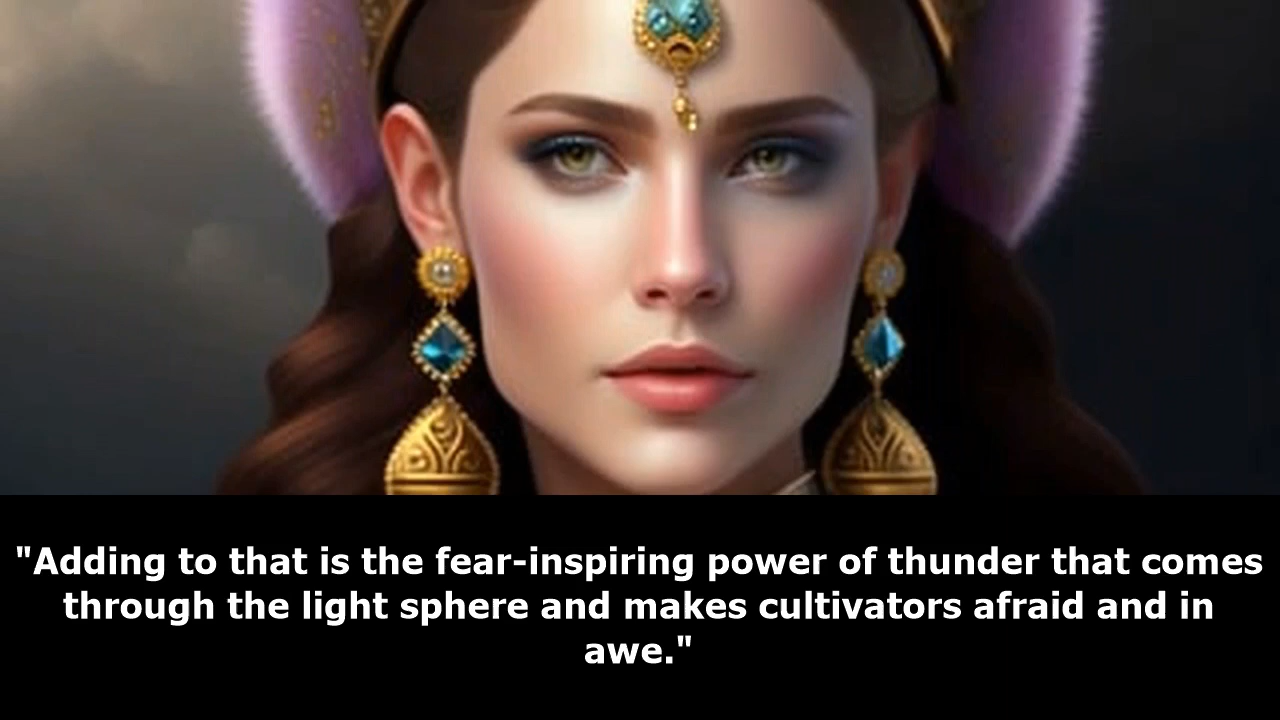 "Adding to that is the fear-inspiring power of thunder that comes
through the light sphere and makes cultivators afraid and in
awe."